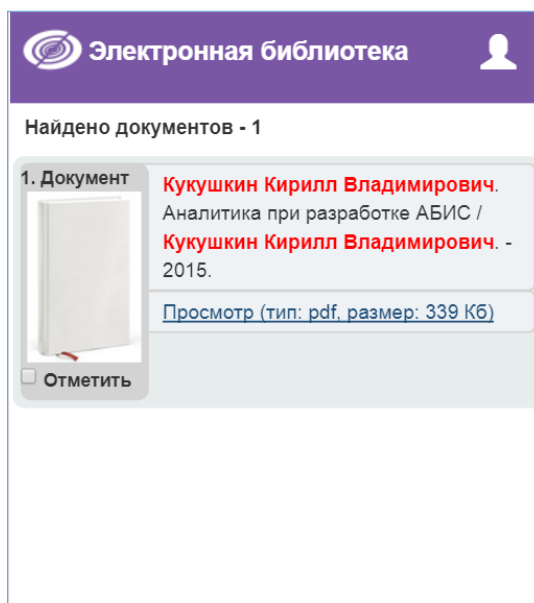 Электронная библиотека
Найдено документов - 1
1. Документ
Кукушкин Кирилл Владимирович.
Аналитика при разработке АБИС /
Кукушкин Кирилл Владимирович. -
2015.
Просмотр (тип: pdf, размер: 339 Кб)
Отметить